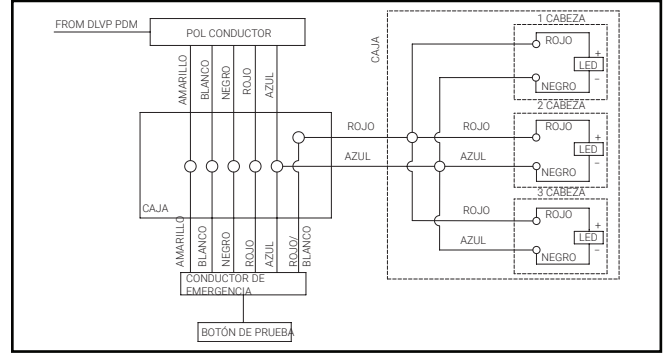 FROM DLVP PDM
POL CONDUCTOR
AMARILLO
BLANCO
NEGRO
ROJO
AZUL
CAJA
AMARILLO
BLANCO
NEGRO
ROJO
AZUL
ROJO/
BLANCO
CONDUCTOR DE
EMERGENCIA
BOTÓN DE PRUEBA
ROJO
AZUL
CAJA
ROJO
AZUL
ROJO
AZUL
1 CABEZA
ROJO
+
LED
–
NEGRO
2 CABEZA
ROJO
+
LED
–
NEGRO
3 CABEZA
ROJO
+
LED
–
NEGRO